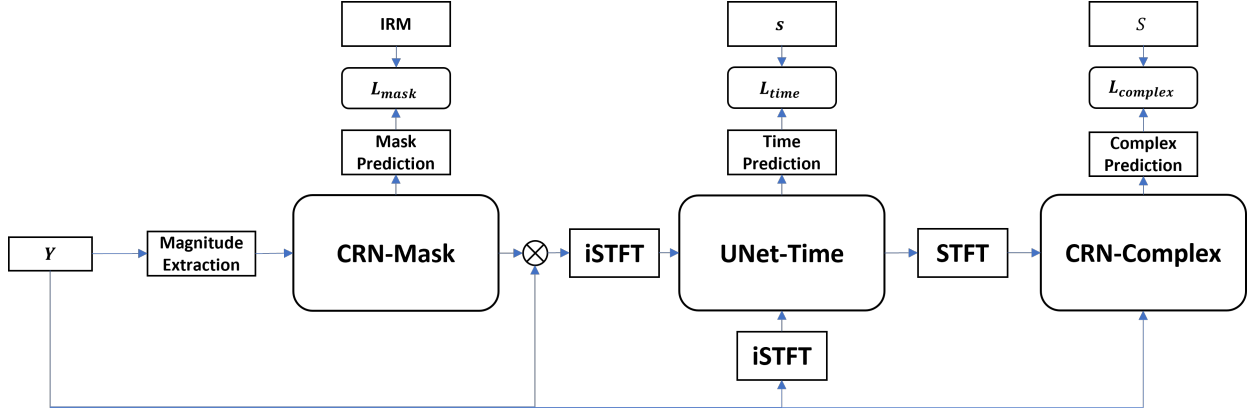 IRM
s
S
L_mask
L_time
L_complex
Mask
Prediction
Time
Prediction
Complex
Prediction
Y
Magnitude
Extraction
CRN-Mask
iSTFT
UNet-Time
STFT
CRN-Complex
iSTFT